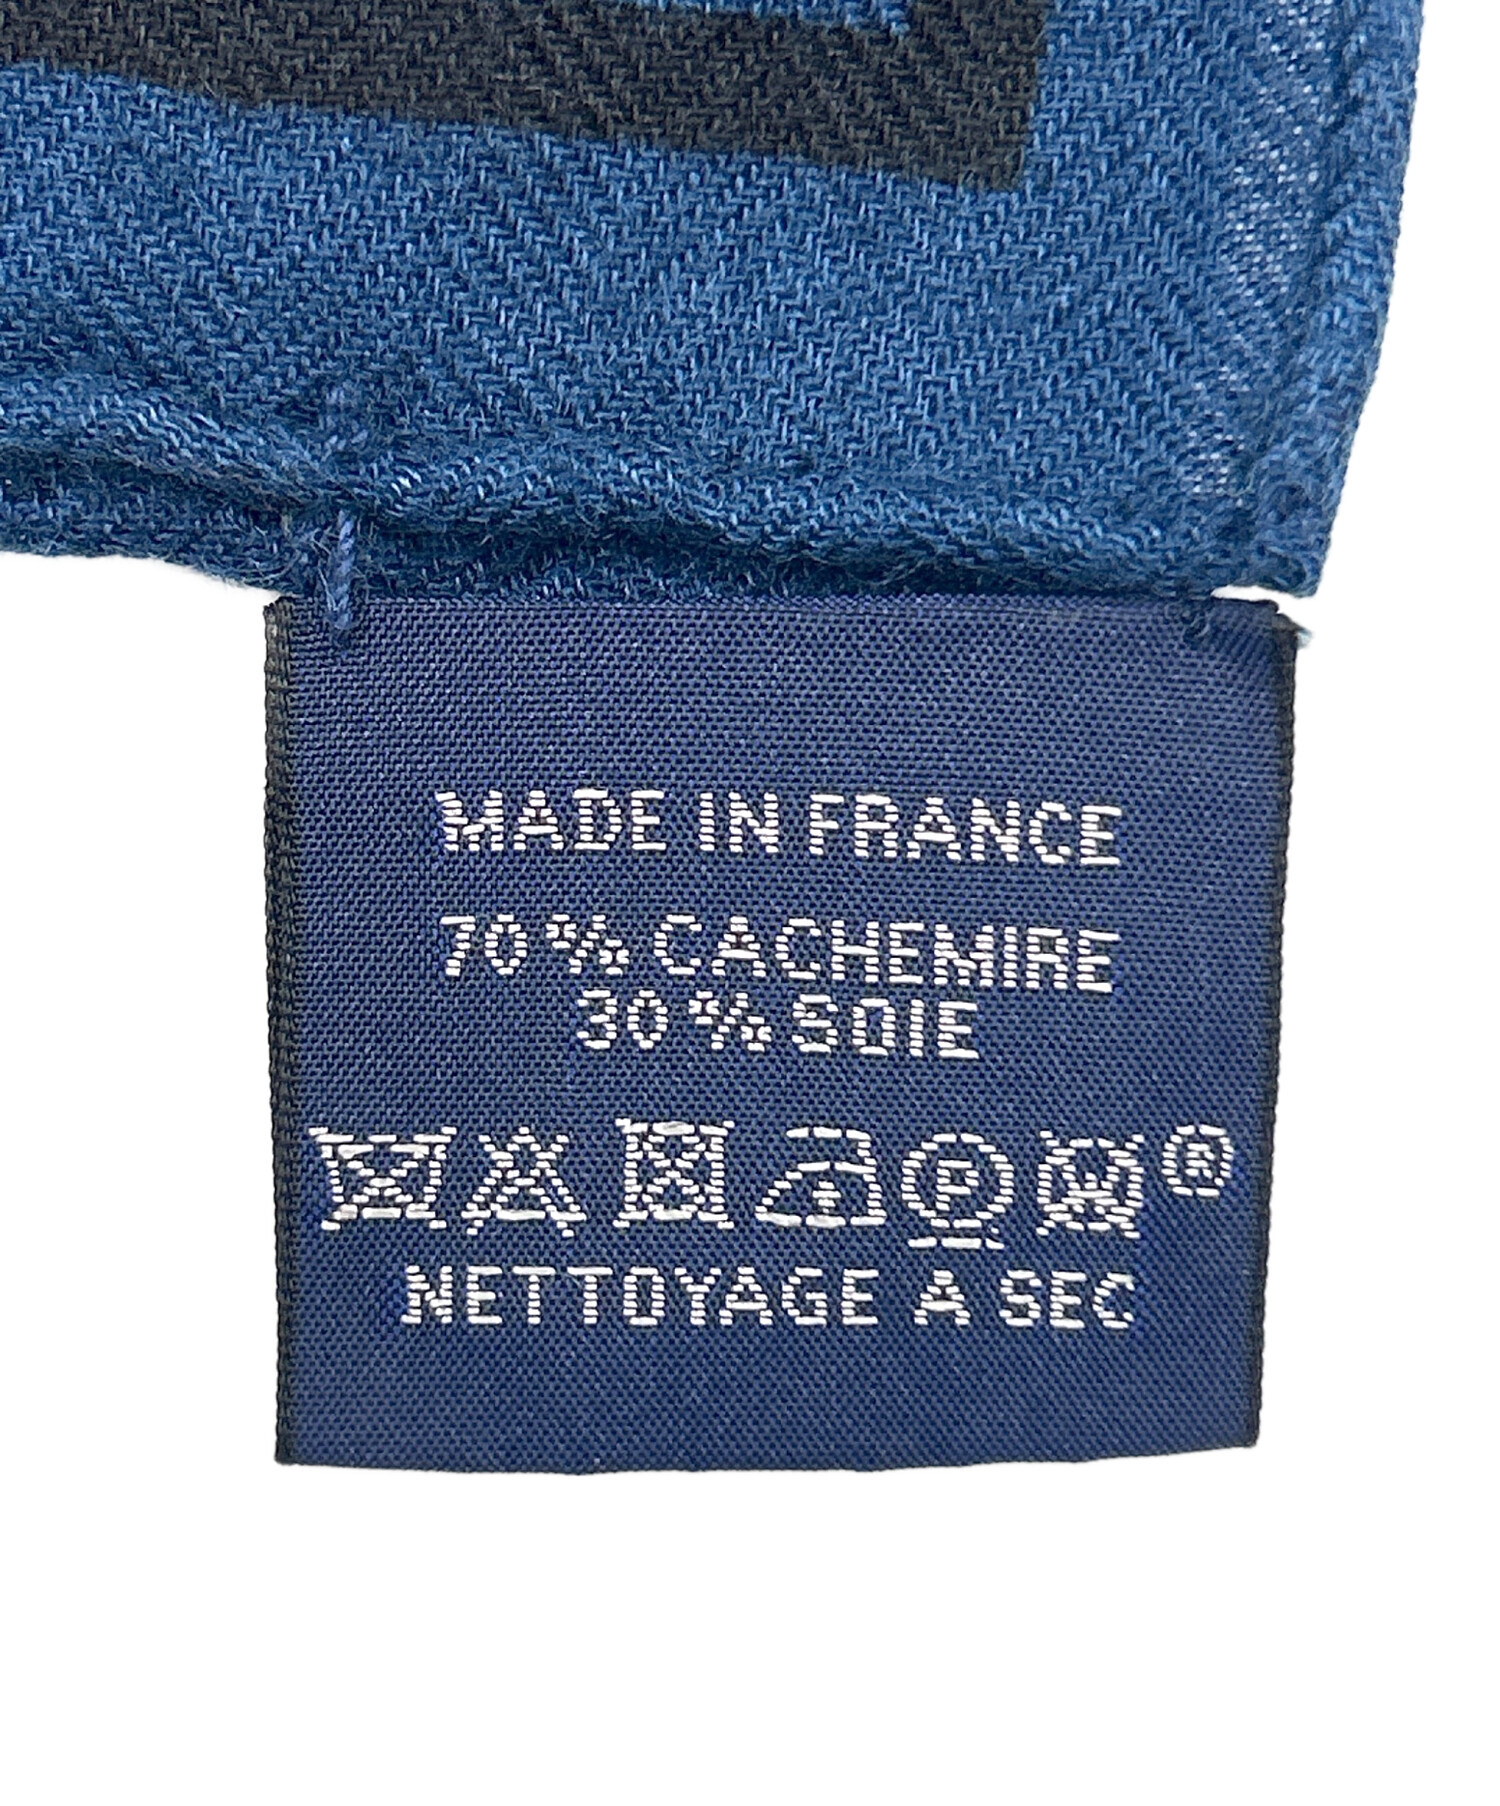 MADE IN FRANCE
70% CACHEMIRE
30% SOIE
P ®
NETTOYAGE A SEC